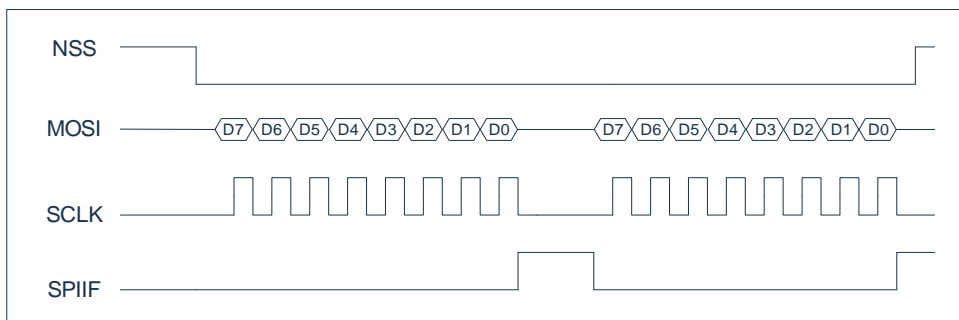 NSS
MOSI D7 D6 D5 D4 D3 D2 D1 D0 D7 D6 D5 D4 D3 D2 D1 D0
SCLK
SPIIF